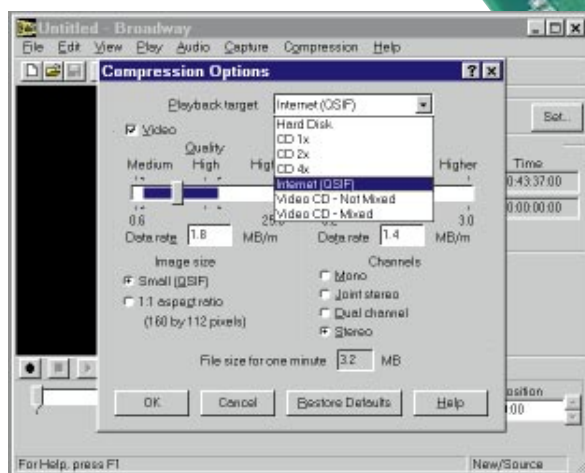 Untitled - Broadway
File Edit View Play Audio Capture Compression Help
Compression Options
Playback target Internet (QSIF)
Set...
Hard Disk
CD 1x
CD 2x
CD 4x
Internet (QSIF)
Video CD - Not Mixed
Video CD - Mixed
Video
Quality
Medium High Higher
Time
0:43:37:00
0:00:00:00
0.6 3.0
Data rate 1.8 MB/m Data rate 1.4 MB/m
Image size Channels
Small (QSIF) Mono
1:1 aspect ratio Joint stereo
(160 by 112 pixels) Dual channel
Stereo
File size for one minute 3.2 MB
OK Cancel Restore Defaults Help
For Help, press F1 New/Source